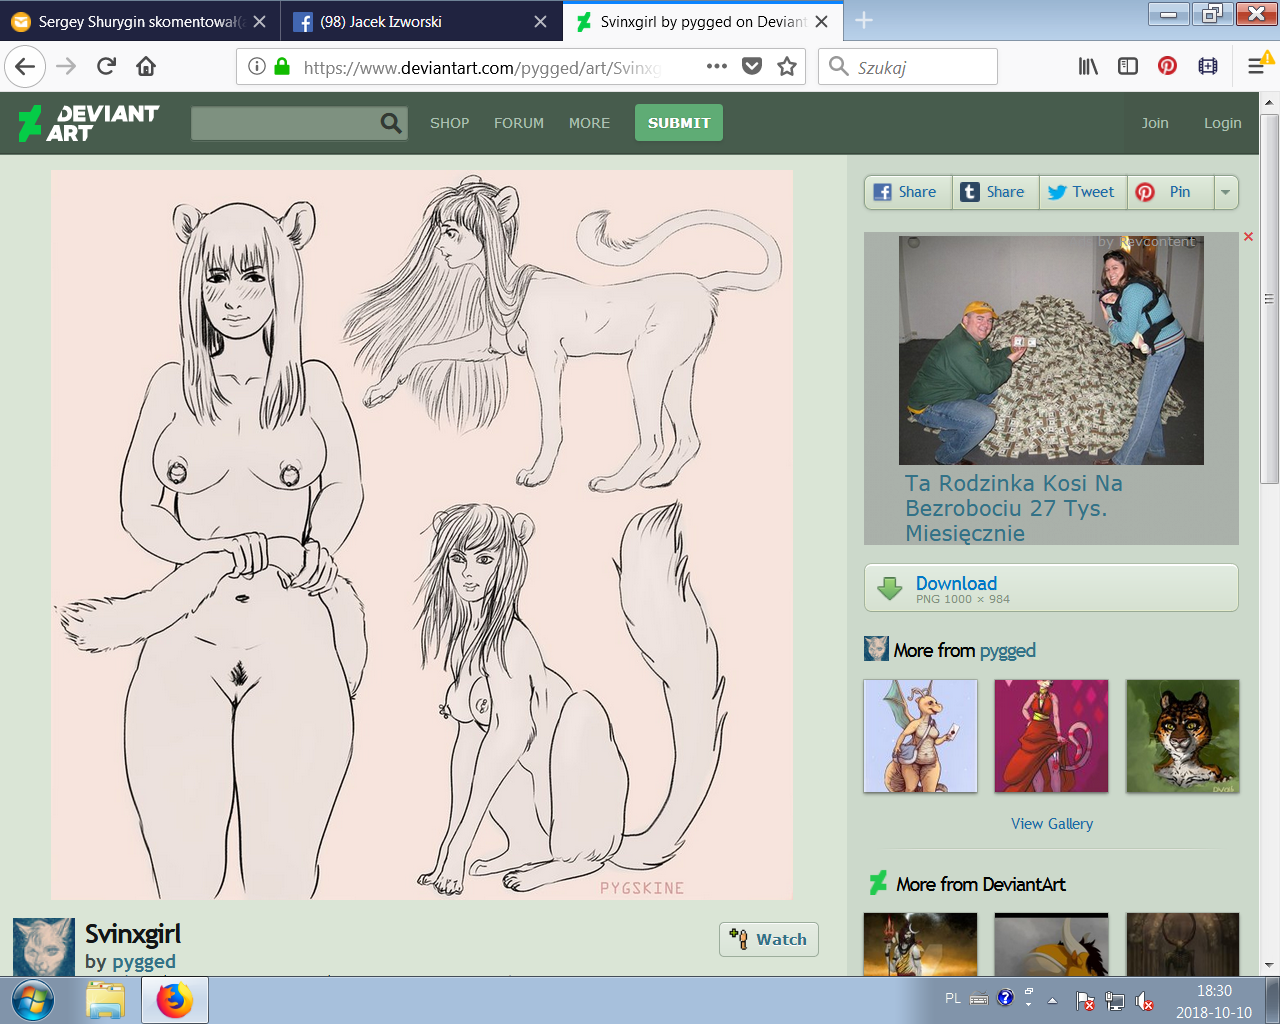 Sergey Shurygin skomentował(
(98) Jacek Izworski
Svinxgirl by pygged on Deviant
https://www.deviantart.com/pygged/art/Svinxg
Szukaj
DEVIANT
ART
SHOP
FORUM
MORE
SUBMIT
Join
Login
Share
Share
Tweet
Pin
by Revcontent
Ta Rodzinka Kosi Na
Bezrobociu 27 Tys.
Miesięcznie
Download
PNG 1000 × 984
More from pygged
View Gallery
More from DeviantArt
PYGSKINE
Svinxgirl
by pygged
Watch
PL
18:30
2018-10-10